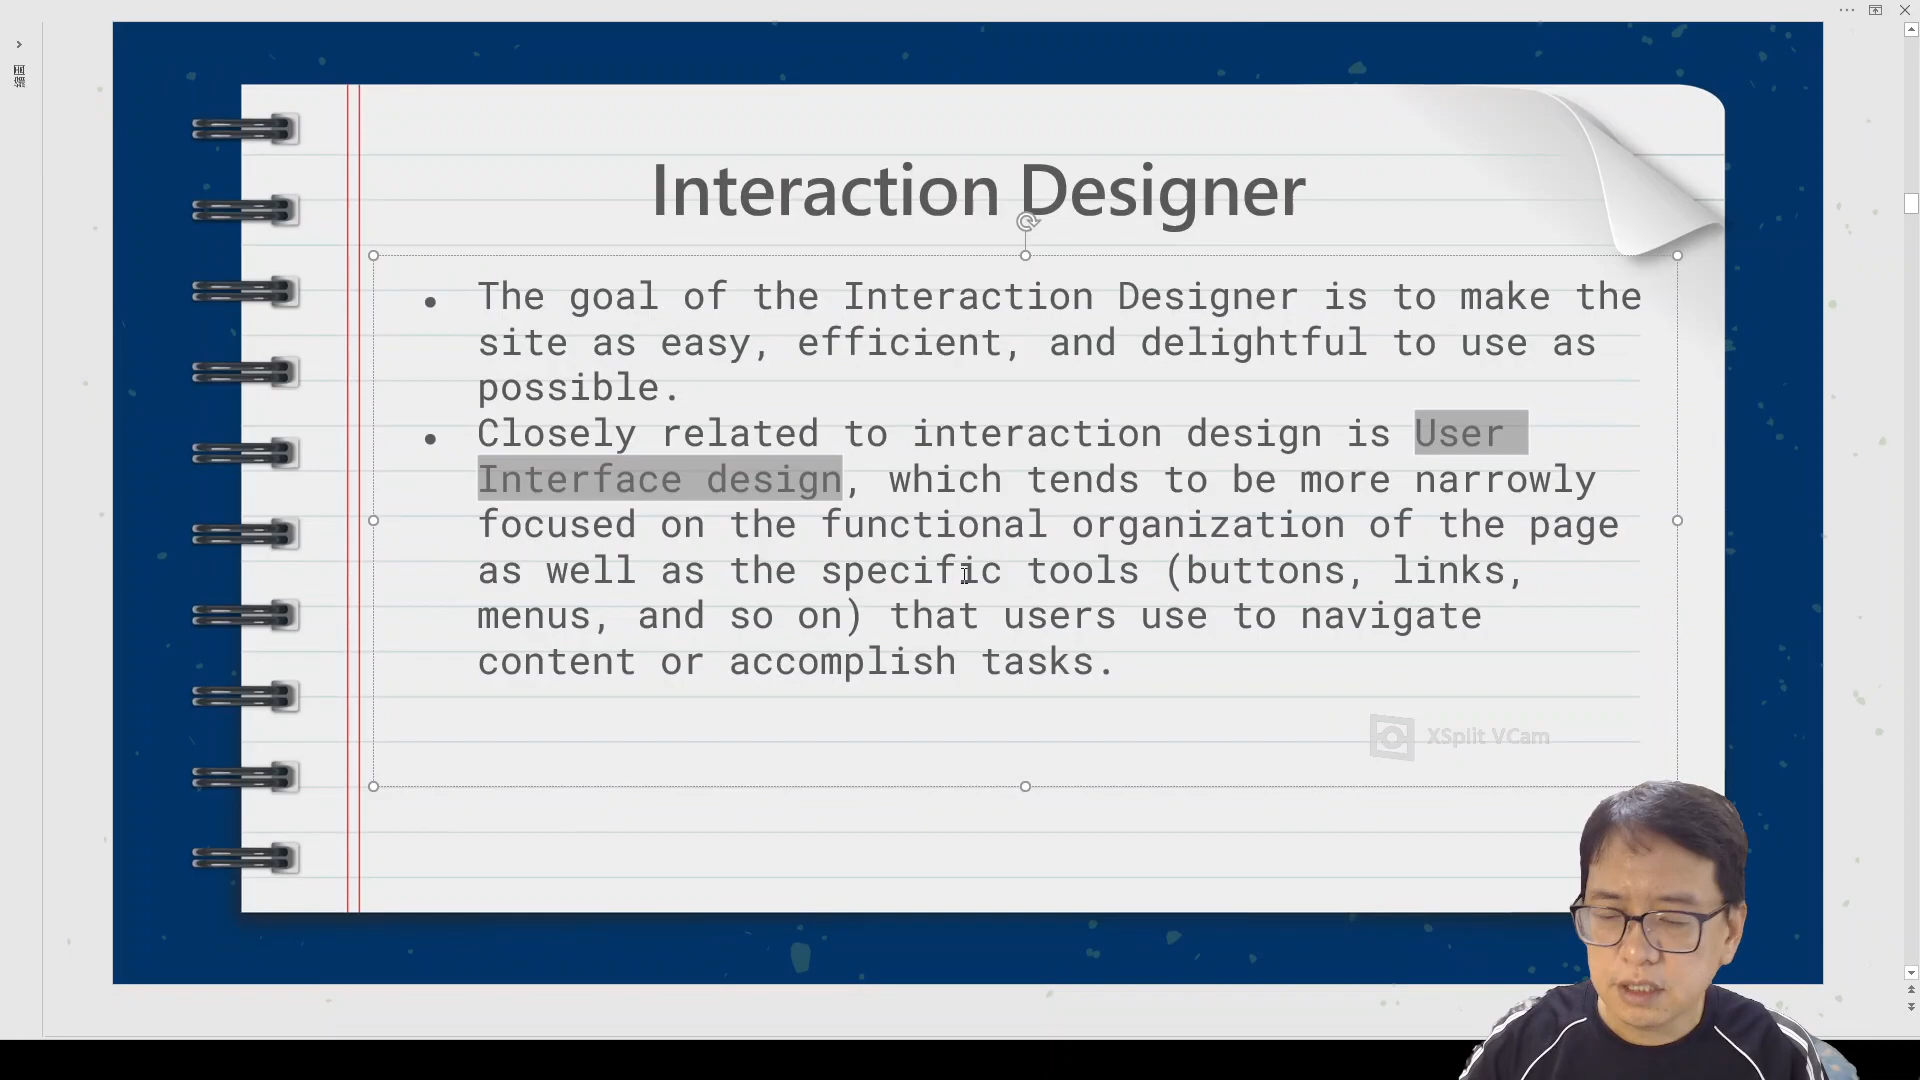 Interaction Designer
• The goal of the Interaction Designer is to make the
site as easy, efficient, and delightful to use as
possible.
• Closely related to interaction design is User
Interface design, which tends to be more narrowly
focused on the functional organization of the page
as well as the specific tools (buttons, links,
menus, and so on) that users use to navigate
content or accomplish tasks.
XSplit VCam